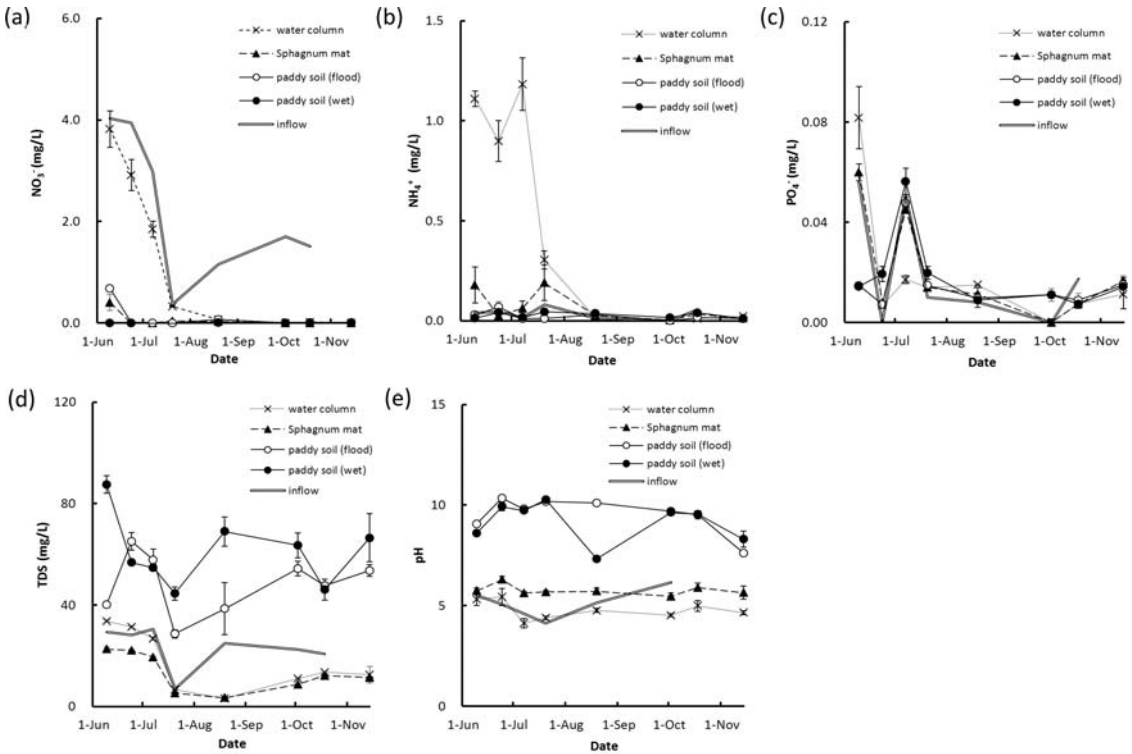 (a)
6.0
4.0
2.0
0.0
NO₃⁻ (mg/L)
1-Jun 1-Jul 1-Aug 1-Sep 1-Oct 1-Nov
Date
water column
Sphagnum mat
paddy soil (flood)
paddy soil (wet)
inflow
(b)
1.5
1.0
0.5
0.0
NH₄⁺ (mg/L)
1-Jun 1-Jul 1-Aug 1-Sep 1-Oct 1-Nov
Date
water column
Sphagnum mat
paddy soil (flood)
paddy soil (wet)
inflow
(c)
0.12
0.08
0.04
0.00
PO₄⁻ (mg/L)
1-Jun 1-Jul 1-Aug 1-Sep 1-Oct 1-Nov
Date
water column
Sphagnum mat
paddy soil (flood)
paddy soil (wet)
inflow
(d)
120
80
40
0
TDS (mg/L)
1-Jun 1-Jul 1-Aug 1-Sep 1-Oct 1-Nov
Date
water column
Sphagnum mat
paddy soil (flood)
paddy soil (wet)
inflow
(e)
15
10
5
0
pH
1-Jun 1-Jul 1-Aug 1-Sep 1-Oct 1-Nov
Date
water column
Sphagnum mat
paddy soil (flood)
paddy soil (wet)
inflow